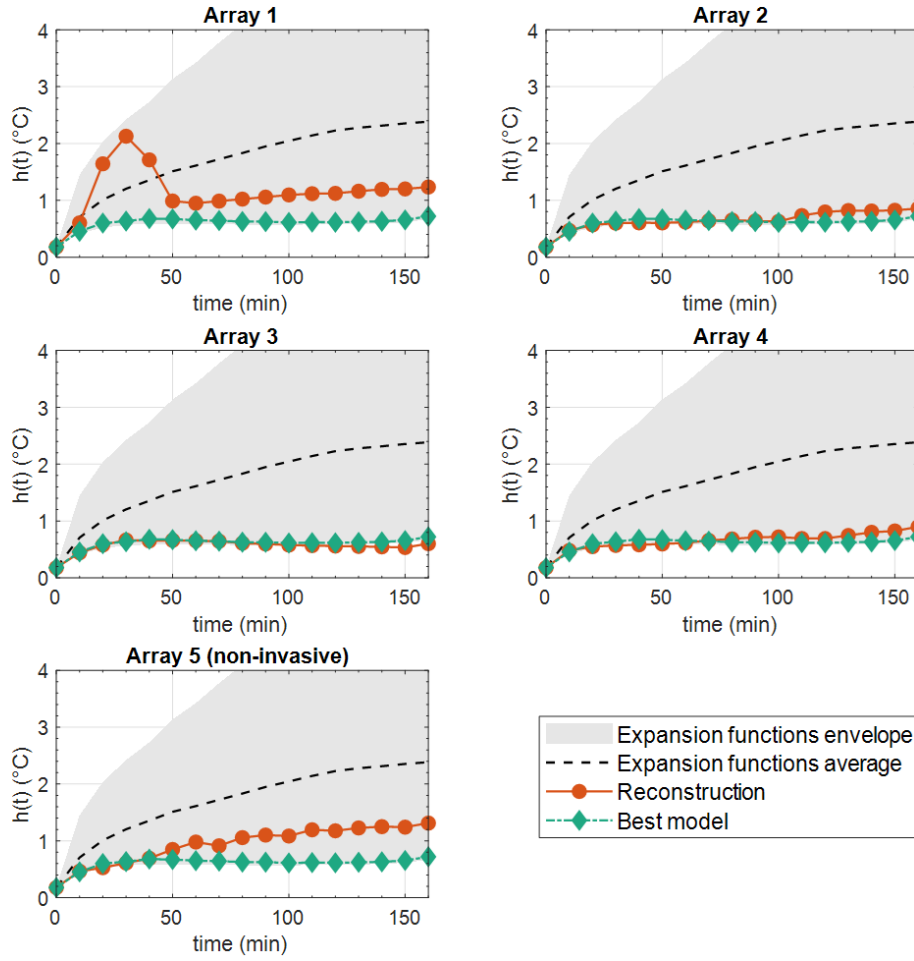 Array 1
4
3
2
1
0
h(t) (°C)
0 50 100 150
time (min)
Array 2
4
3
2
1
0
h(t) (°C)
0 50 100 150
time (min)
Array 3
4
3
2
1
0
h(t) (°C)
0 50 100 150
time (min)
Array 4
4
3
2
1
0
h(t) (°C)
0 50 100 150
time (min)
Array 5 (non-invasive)
4
3
2
1
0
h(t) (°C)
0 50 100 150
time (min)
Expansion functions envelope
Expansion functions average
Reconstruction
Best model